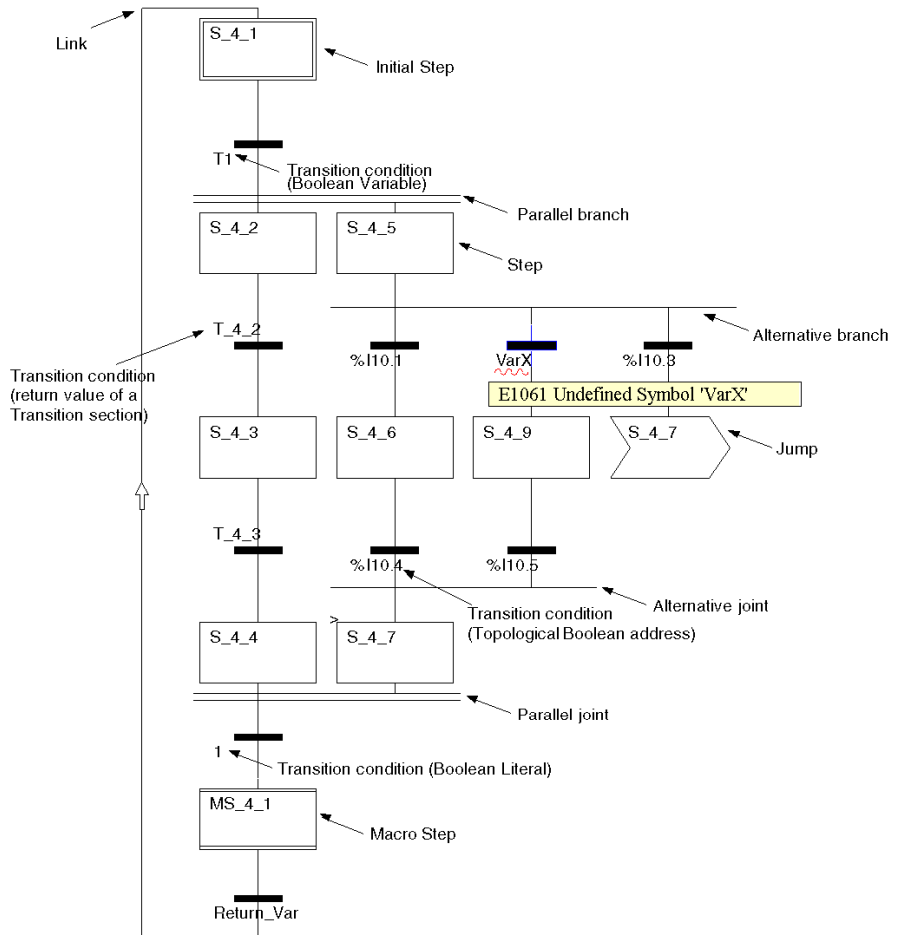 Link
S_4_1
Initial Step
T1
Transition condition
(Boolean Variable)
Parallel branch
S_4_2
S_4_5
Step
T_4_2
Alternative branch
%I10.1
VarX
%I10.3
Transition condition
(return value of a
Transition section)
E1061 Undefined Symbol 'VarX'
S_4_3
S_4_6
S_4_9
S_4_7
Jump
T_4_3
%I10.4
%I10.5
Alternative joint
Transition condition
(Topological Boolean address)
>
S_4_4
S_4_7
Parallel joint
1
Transition condition (Boolean Literal)
MS_4_1
Macro Step
Return_Var